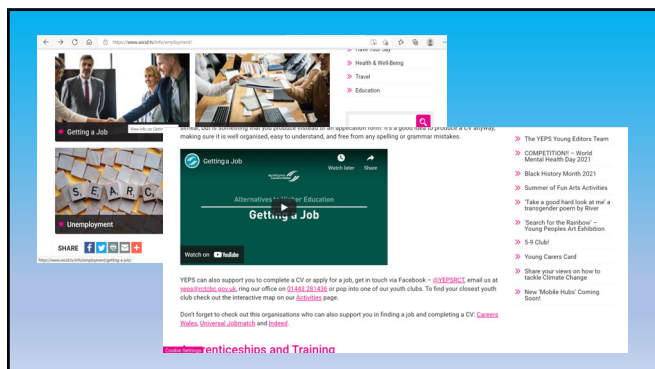 https://www.wicid.tv/info/employment/
Have Your Say
Health & Well-Being
Travel
Education
Getting a Job
View info on Getti
SEARC
Unemployment
SHARE
https://www.wicid.tv/info/employment/getting-a-job/
similar, but is something that you produce instead of an application form. It's a good idea to produce a CV anyway,
making sure it is well organised, easy to understand, and free from any spelling or grammar mistakes.
Getting a Job
Watch later
Share
Alternatives to Higher Education
Getting a Job
Watch on YouTube
YEPS can also support you to complete a CV or apply for a job, get in touch via Facebook – @YEPSRCT, email us at
yeps@rctcbc.gov.uk, ring our office on 01443 281436 or pop into one of our youth clubs. To find your closest youth
club check out the interactive map on our Activities page.
Don't forget to check out this organisations who can also support you in finding a job and completing a CV: Careers
Wales, Universal Jobmatch and Indeed.
Cookie Settings
renticeships and Training
The YEPS Young Editors Team
COMPETITION!! – World
Mental Health Day 2021
Black History Month 2021
Summer of Fun Arts Activities
'Take a good hard look at me' a
transgender poem by River
'Search for the Rainbow' –
Young Peoples Art Exhibition
5-9 Club!
Young Carers Card
Share your views on how to
tackle Climate Change
New 'Mobile Hubs' Coming
Soon!